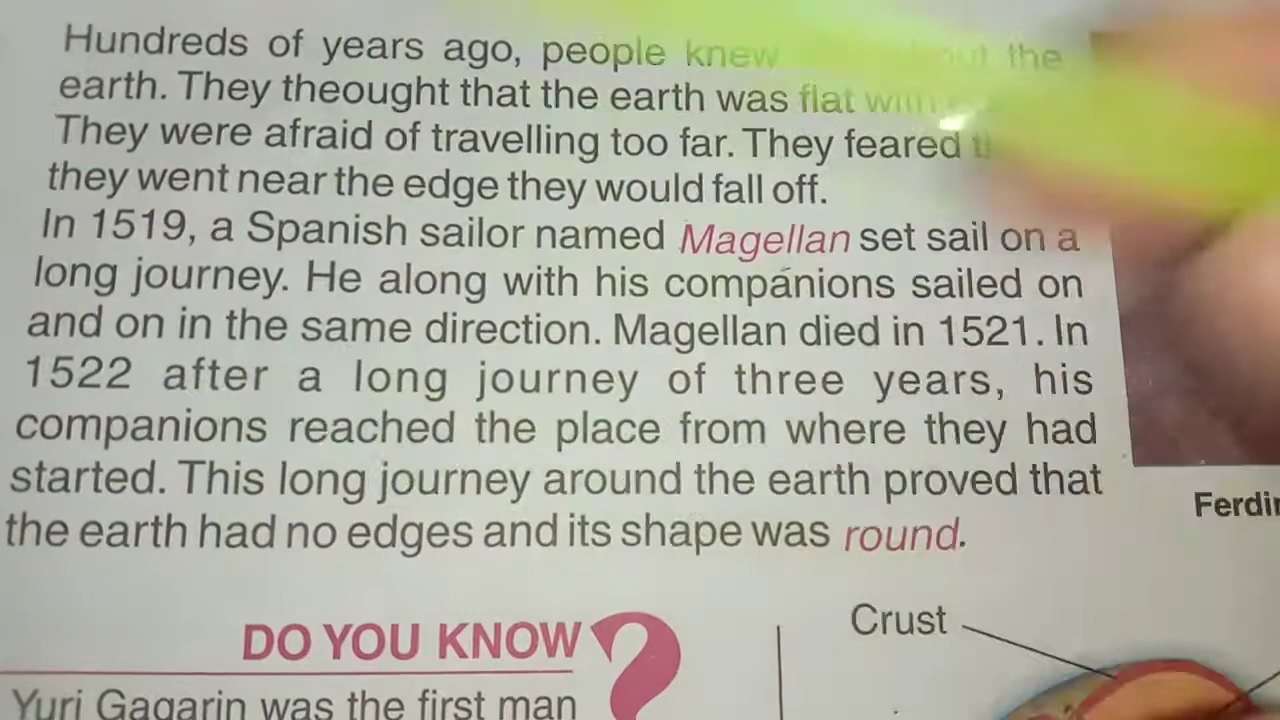 Hundreds of years ago, people knew the
earth. They theought that the earth was flat
They were afraid of travelling too far. They feared
they went near the edge they would fall off.
In 1519, a Spanish sailor named Magellan set sail on a
long journey. He along with his companions sailed on
and on in the same direction. Magellan died in 1521. In
1522 after a long journey of three years, his
companions reached the place from where they had
started. This long journey around the earth proved that
the earth had no edges and its shape was round.
DO YOU KNOW?
Yuri Gagarin was the first man
Crust